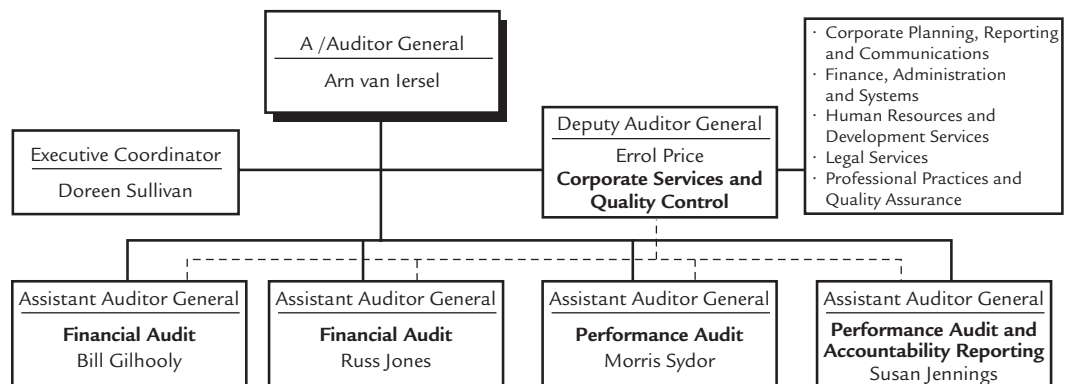 A /Auditor General
Arn van Iersel
Executive Coordinator
Doreen Sullivan
Deputy Auditor General
Errol Price
Corporate Services and
Quality Control
· Corporate Planning, Reporting
and Communications
· Finance, Administration
and Systems
· Human Resources and
Development Services
· Legal Services
· Professional Practices and
Quality Assurance
Assistant Auditor General
Financial Audit
Bill Gilhooly
Assistant Auditor General
Financial Audit
Russ Jones
Assistant Auditor General
Performance Audit
Morris Sydor
Assistant Auditor General
Performance Audit and
Accountability Reporting
Susan Jennings